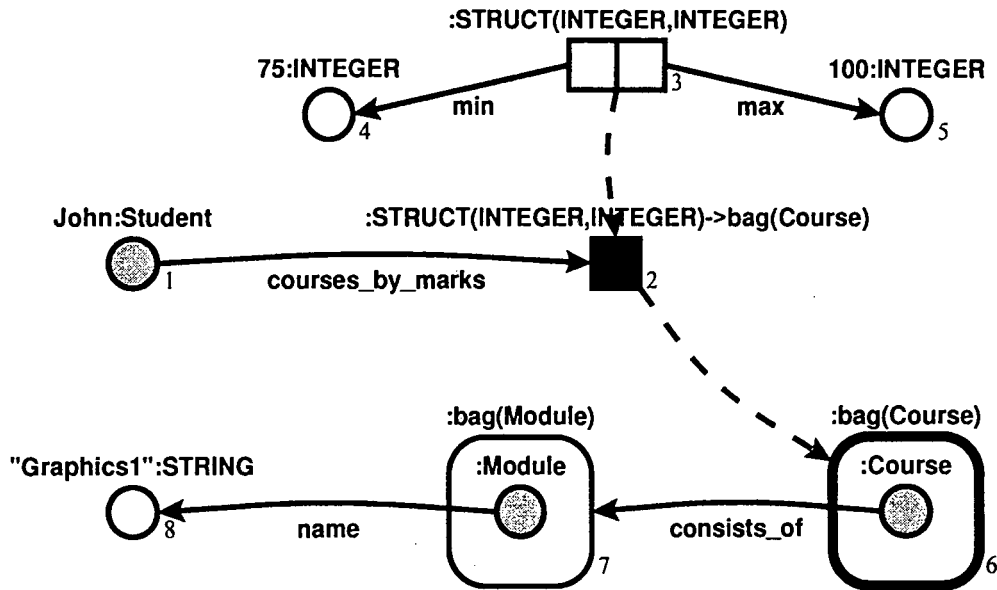 :STRUCT(INTEGER,INTEGER)
75:INTEGER
100:INTEGER
3
min
max
4
5
John:Student
:STRUCT(INTEGER,INTEGER)->bag(Course)
1
courses_by_marks
2
:bag(Module)
:bag(Course)
"Graphics1":STRING
:Module
:Course
8
name
consists_of
7
6